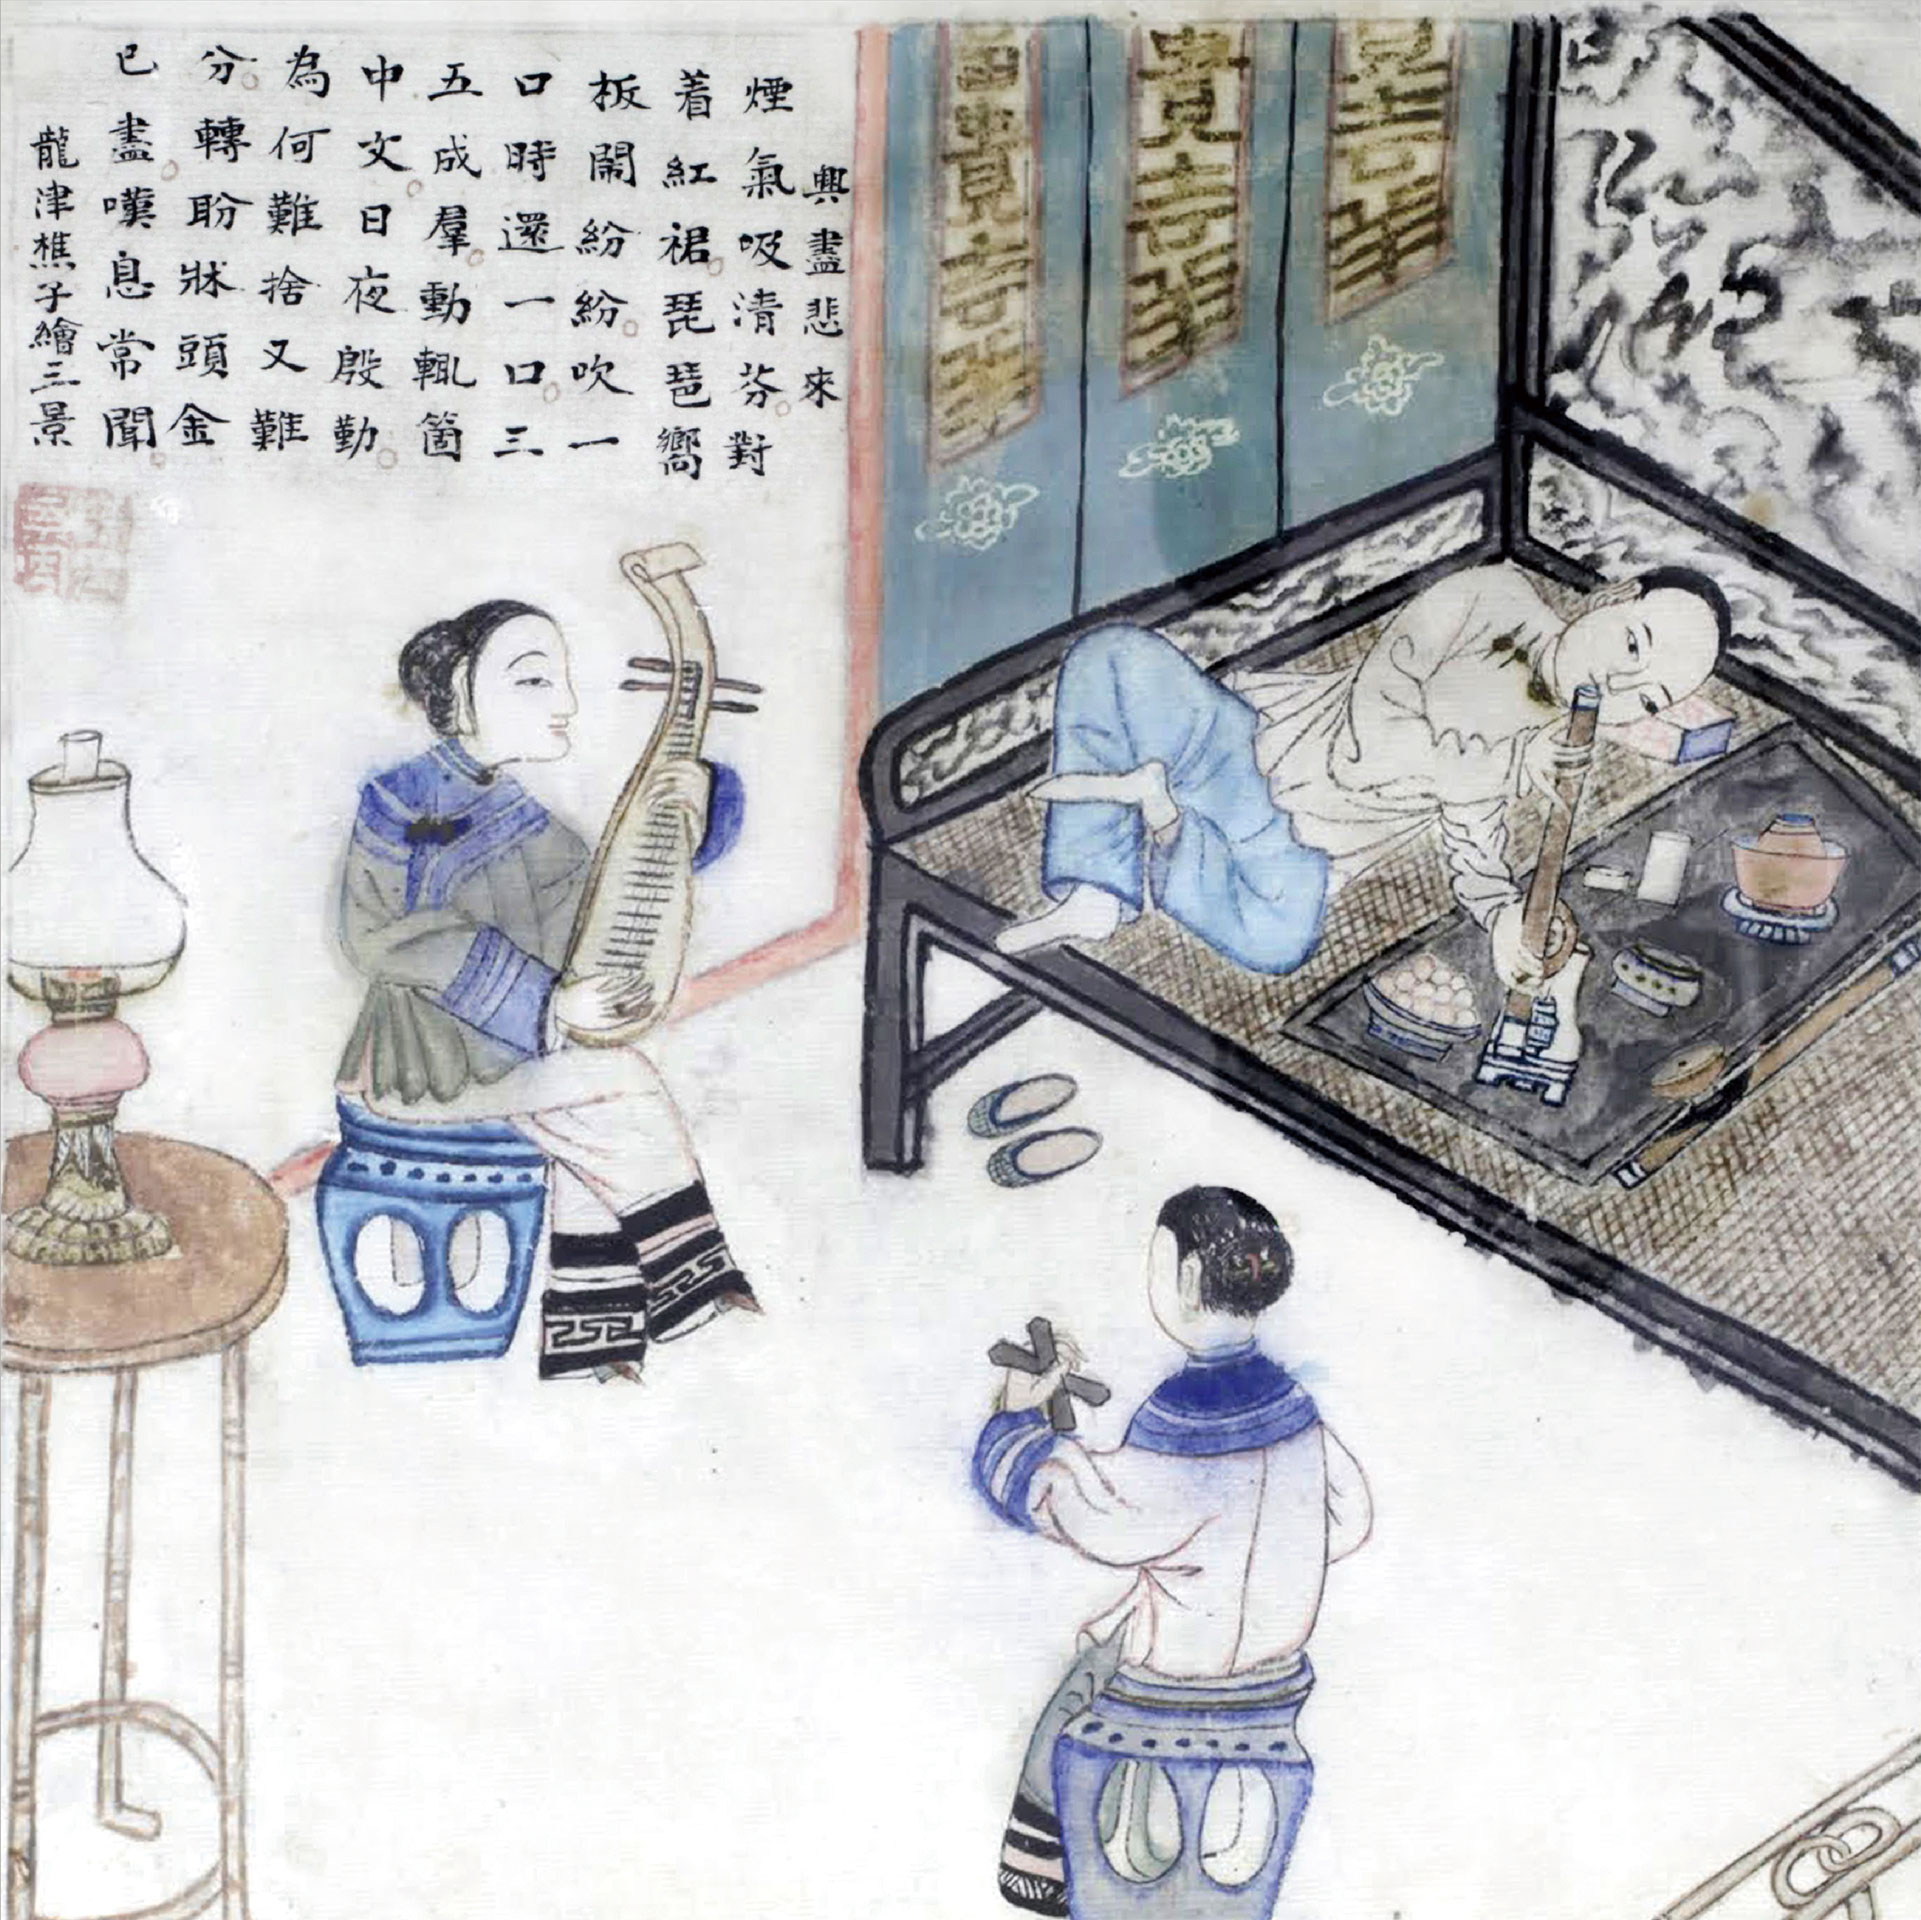 興盡悲來
煙氣吸清芬。對
着紅裙。琵琶嚮
板鬧紛紛。吹一
口時還一口。三
五成羣。動輒箇
中文。日夜殷勤。
為何難捨又難
分。轉盼牀頭金
已盡。嘆息常聞。
龍津樵子繪三景